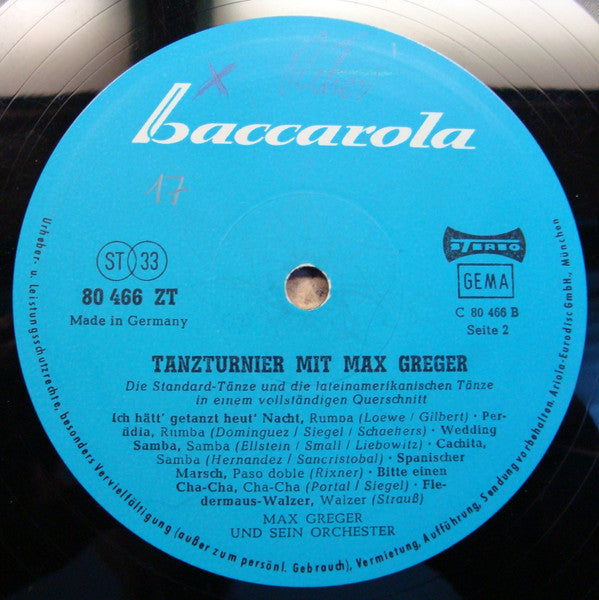 baccarola
17
ST 33
80 466 ZT
Made in Germany
STEREO
GEMA
C 80 466 B
Seite 2
TANZTURNIER MIT MAX GREGER
Die Standard-Tänze und die lateinamerikanischen Tänze
in einem vollständigen Querschnitt
Ich hätt' getanzt heut' Nacht, Rumba (Loewe / Gilbert) · Per-
fidia, Rumba (Dominguez / Siegel / Schaeffers) · Wedding
Samba, Samba (Ellstein / Small / Liebowitz) · Cachita,
Samba (Hernandez / Sancristobal) · Spanischer
Marsch, Paso doble (Rixner) · Bitte einen
Cha-Cha, Cha-Cha (Portal / Siegel) · Fle-
dermaus-Walzer, Walzer (Strauß)
MAX GREGER
UND SEIN ORCHESTER
Urheber- u. Leistungsschutzrechte, besonders Vervielfältigung (außer zum persönl. Gebrauch), Vermietung, Aufführung, Sendung vorbehalten. Ariola-Eurodisc GmbH., München